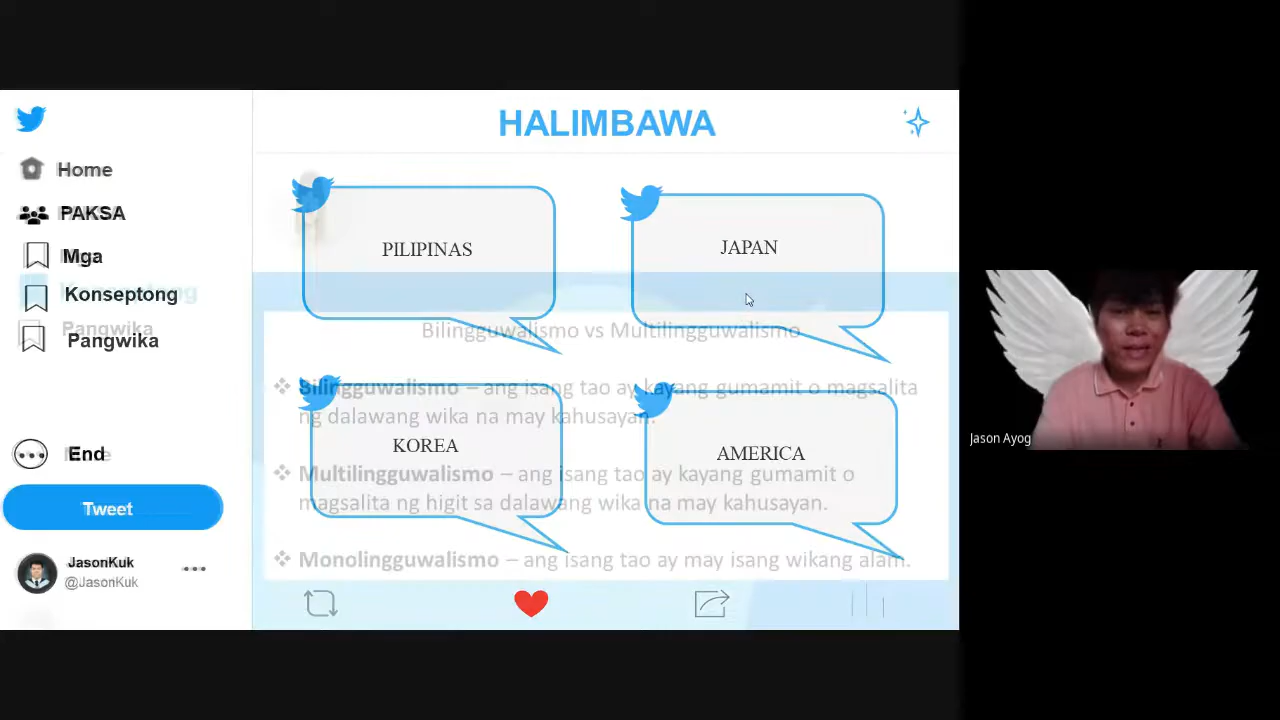 HALIMBAWA
Home
PAKSA
Mga
Konseptong
Pangwika
Pangwika
End
Tweet
JasonKuk
@JasonKuk
PILIPINAS
JAPAN
Bilingguwalismo vs Multilingguwalismo
❖ Bilingguwalismo – ang isang tao ay kayang gumamit o magsalita
ng dalawang wika na may kahusayan.
KOREA
AMERICA
❖ Multilingguwalismo – ang isang tao ay kayang gumamit o
magsalita ng higit sa dalawang wika na may kahusayan.
❖ Monolingguwalismo – ang isang tao ay may isang wikang alam.
Jason Ayog